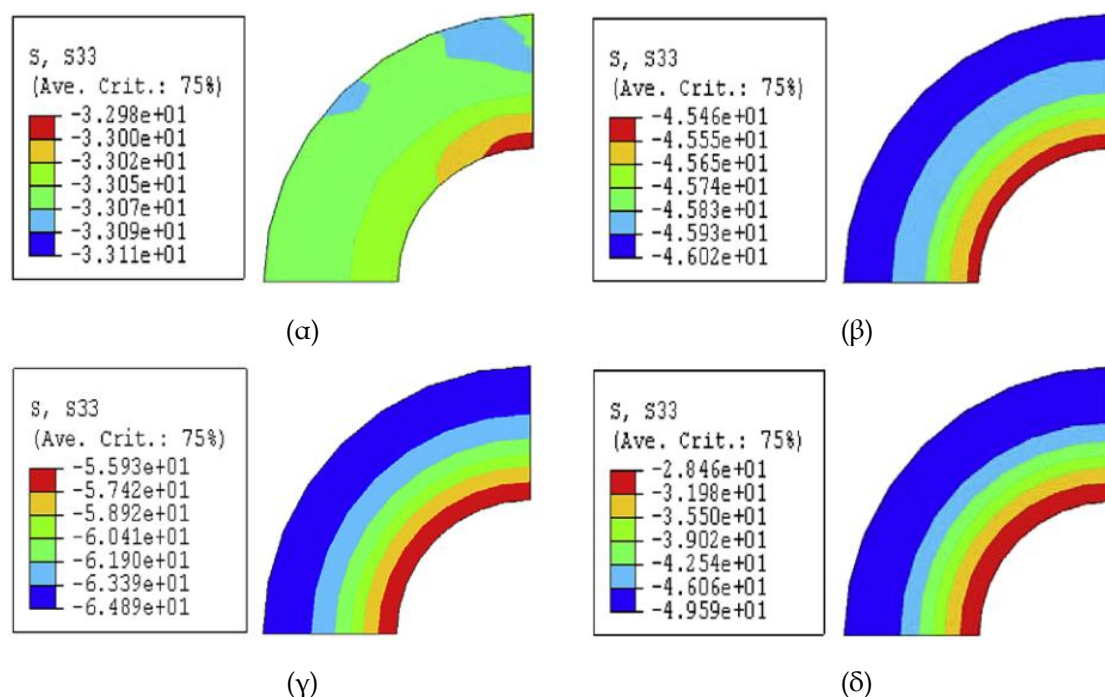 S, S33
(Ave. Crit.: 75%)
-3.298e+01
-3.300e+01
-3.302e+01
-3.305e+01
-3.307e+01
-3.309e+01
-3.311e+01
(α)
S, S33
(Ave. Crit.: 75%)
-4.546e+01
-4.555e+01
-4.565e+01
-4.574e+01
-4.583e+01
-4.593e+01
-4.602e+01
(β)
S, S33
(Ave. Crit.: 75%)
-5.593e+01
-5.742e+01
-5.892e+01
-6.041e+01
-6.190e+01
-6.339e+01
-6.489e+01
(γ)
S, S33
(Ave. Crit.: 75%)
-2.846e+01
-3.198e+01
-3.550e+01
-3.902e+01
-4.254e+01
-4.606e+01
-4.959e+01
(δ)